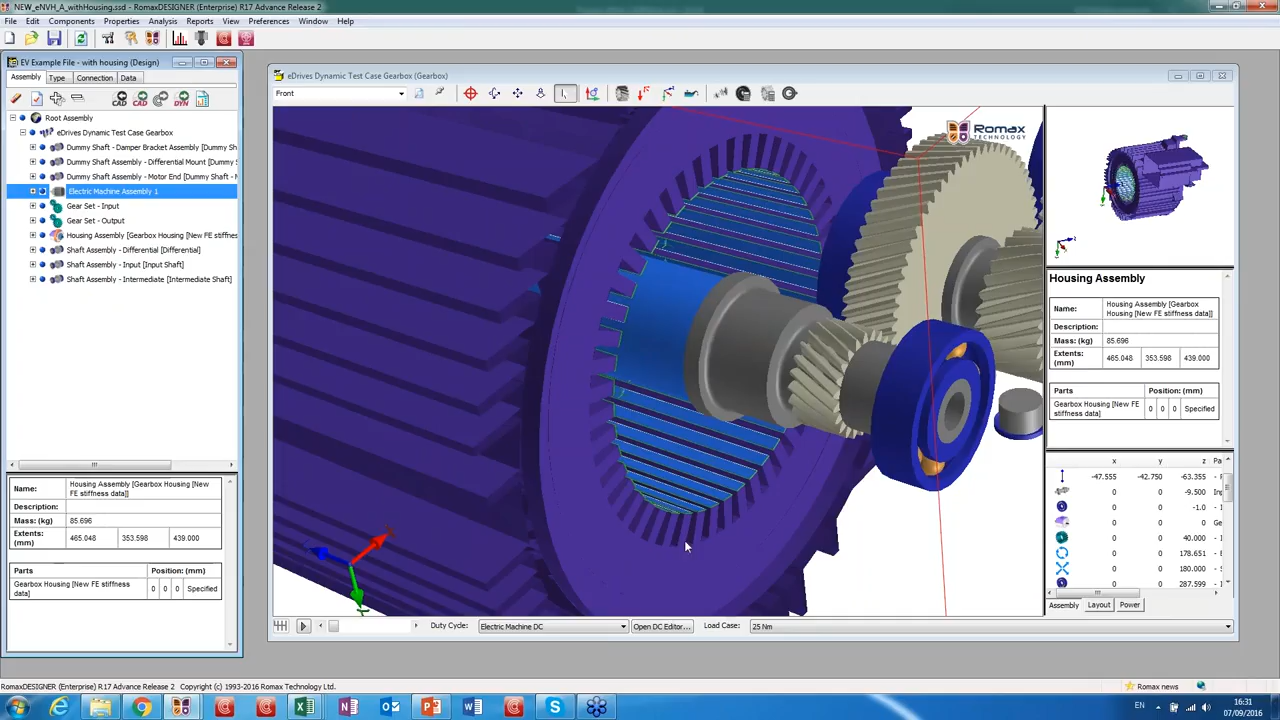 NEW_eNVH_A_withHousing.ssd - RomaxDESIGNER (Enterprise) R17 Advance Release 2
File Edit Components Properties Analysis Reports View Preferences Window Help
EV Example File - with housing (Design)
Assembly Type Connection Data
CAD CAD DYN
Root Assembly
eDrives Dynamic Test Case Gearbox
Dummy Shaft - Damper Bracket Assembly [Dummy Sh
Dummy Shaft Assembly - Differential Mount [Dummy S
Dummy Shaft Assembly - Motor End [Dummy Shaft - M
Electric Machine Assembly 1
Gear Set - Input
Gear Set - Output
Housing Assembly [Gearbox Housing [New FE stiffnes
Shaft Assembly - Differential [Differential]
Shaft Assembly - Input [Input Shaft]
Shaft Assembly - Intermediate [Intermediate Shaft]
Name: Housing Assembly [Gearbox Housing [New
FE stiffness data]]
Description:
Mass: (kg) 85.696
Extents: (mm) 465.048 353.598 439.000
Parts Position: (mm)
Gearbox Housing [New FE stiffness
data] 0 0 0 Specified
eDrives Dynamic Test Case Gearbox (Gearbox)
Front
Romax
TECHNOLOGY
Housing Assembly
Name: Housing Assembly [Gearbox
Housing [New FE stiffness
data]]
Description:
Mass: (kg) 85.696
Extents:
(mm) 465.048 353.598 439.000
Parts Position: (mm)
Gearbox Housing [New FE
stiffness data] 0 0 0 Specified
x y z Pa
-47.555 -42.750 -63.355
0 0 -9.500
0 0 -1.0
0 0 0
0 0 40.000
0 0 178.651
0 0 180.000
0 0 287.599
Assembly Layout Power
Duty Cycle: Electric Machine DC Open DC Editor... Load Case: 25 Nm
RomaxDESIGNER (Enterprise) R17 Advance Release 2 Copyright (c) 1993-2016 Romax Technology Ltd.
Romax news
EN 16:31
07/09/2016